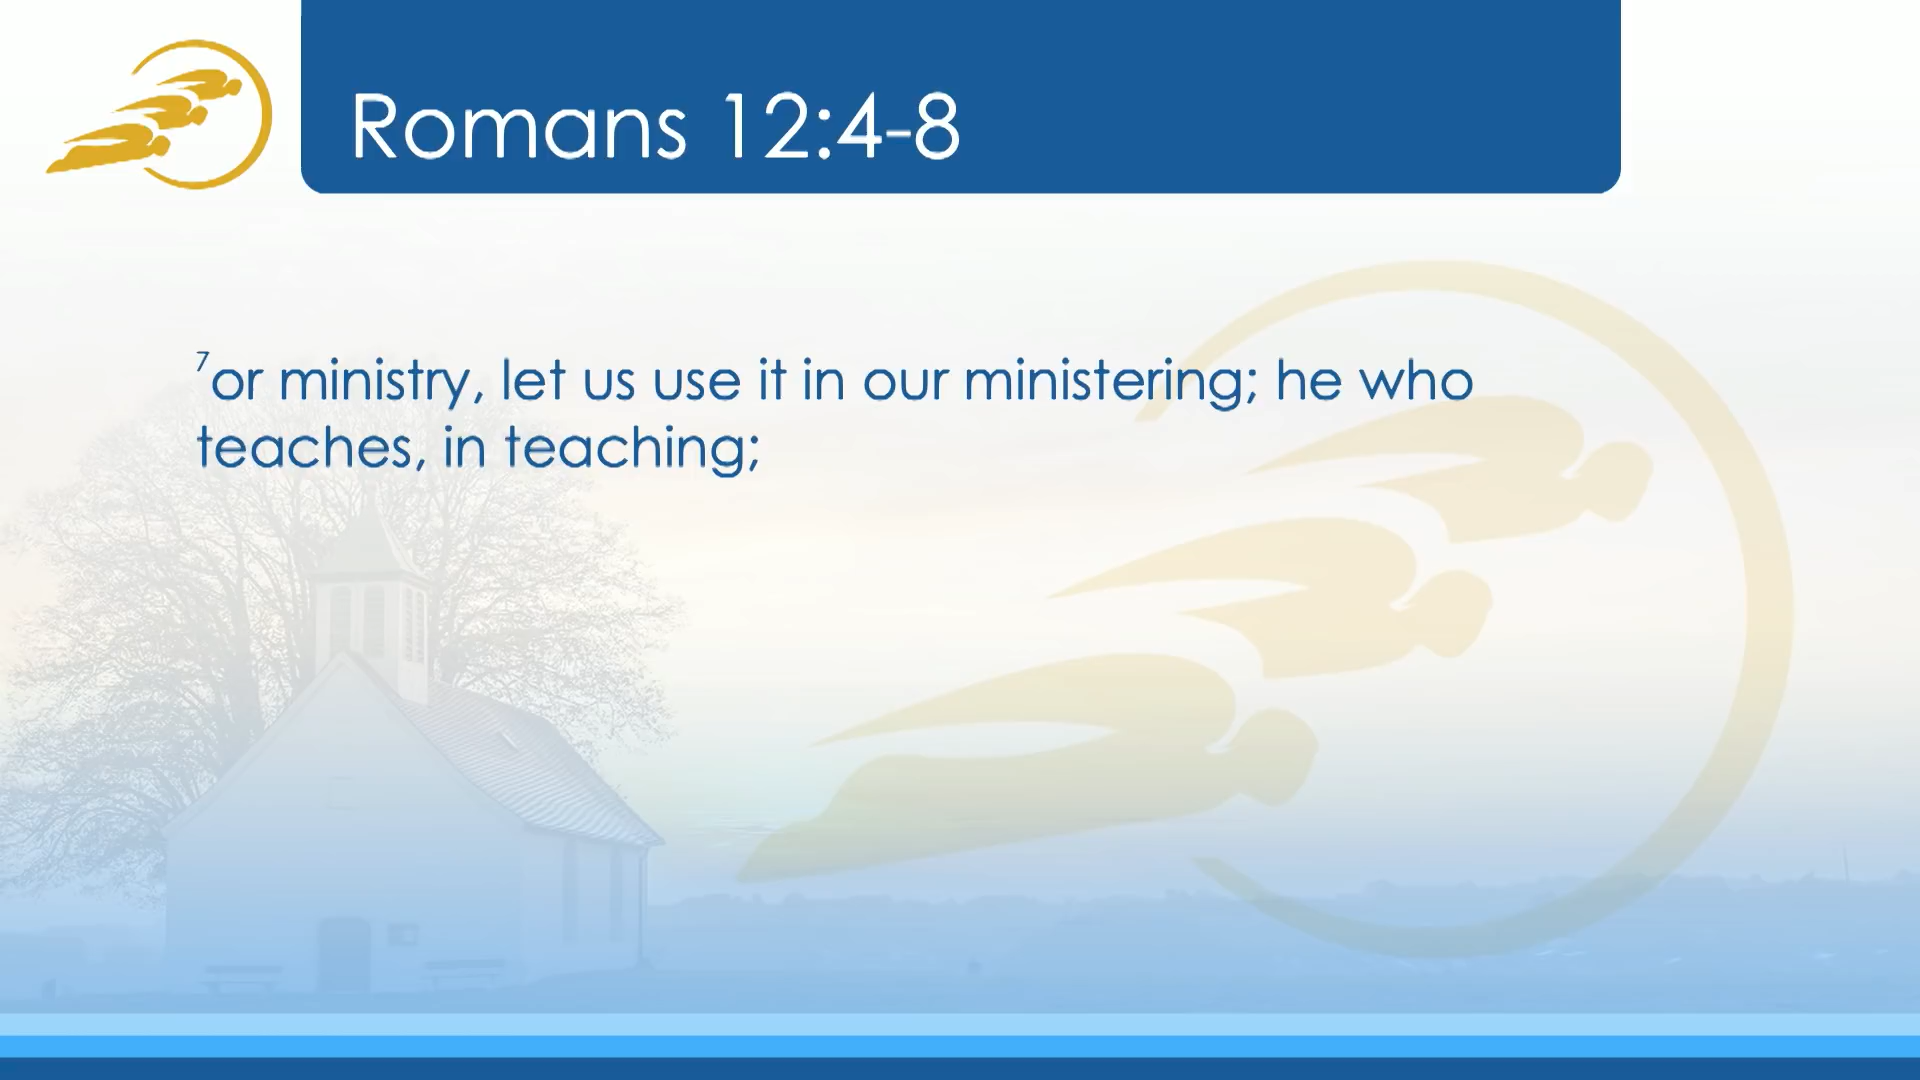 Romans 12:4-8
7or ministry, let us use it in our ministering; he who
teaches, in teaching;